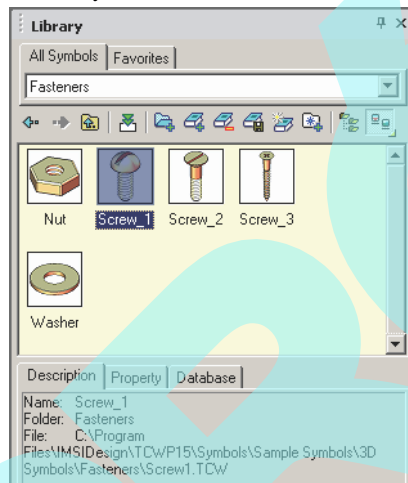 Library
All Symbols Favorites
Fasteners
Nut Screw_1 Screw_2 Screw_3
Washer
Description Property Database
Name: Screw_1
Folder: Fasteners
File: C:\Program
Files\IMSIDesign\TCWP15\Symbols\Sample Symbols\3D
Symbols\Fasteners\Screw1.TCW